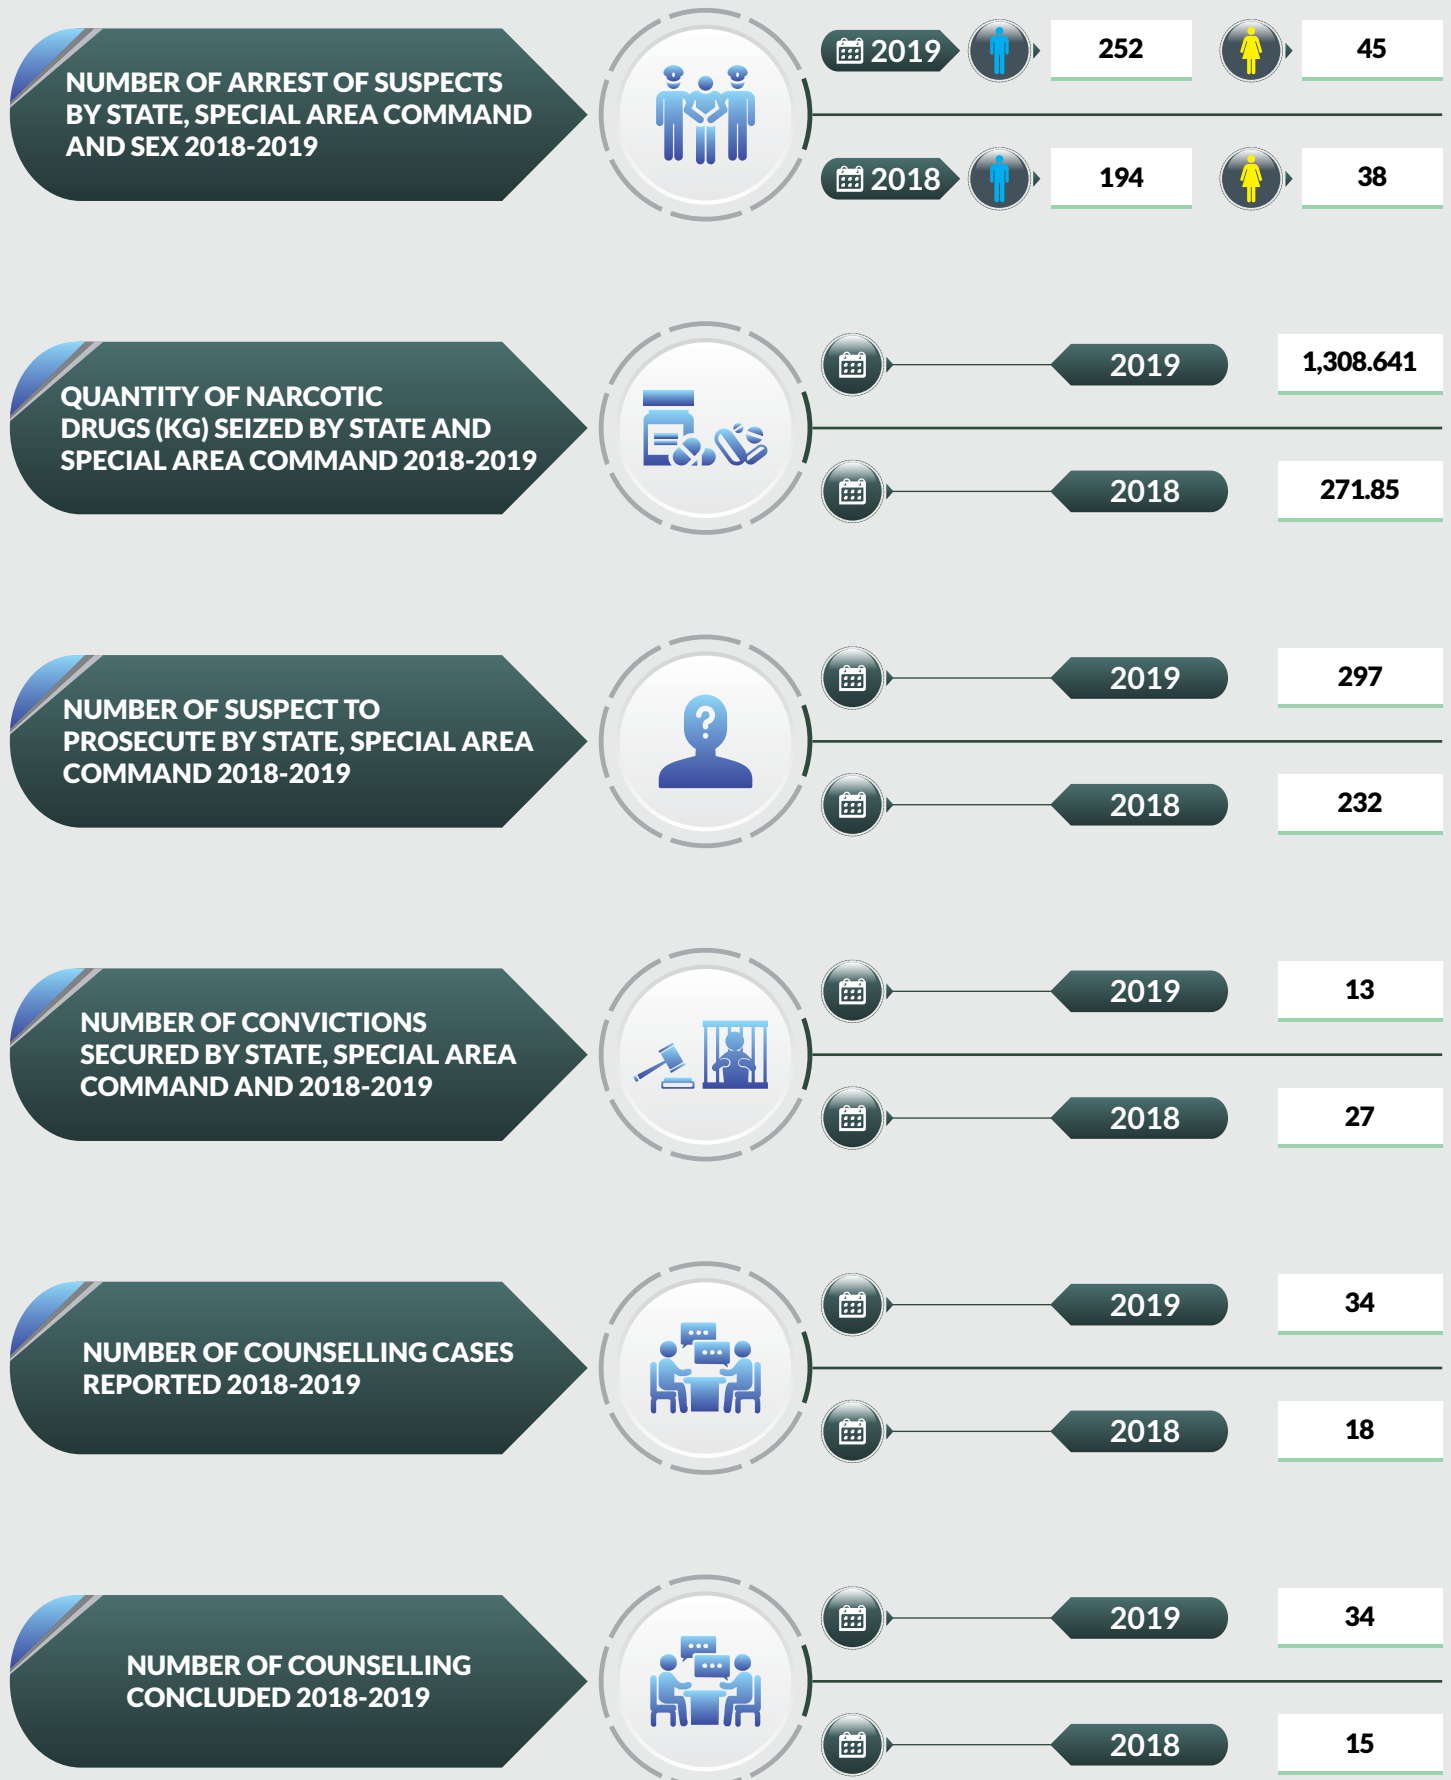 NUMBER OF ARREST OF SUSPECTS
BY STATE, SPECIAL AREA COMMAND
AND SEX 2018-2019
2019
252
45
2018
194
38
QUANTITY OF NARCOTIC
DRUGS (KG) SEIZED BY STATE AND
SPECIAL AREA COMMAND 2018-2019
2019
1,308.641
2018
271.85
NUMBER OF SUSPECT TO
PROSECUTE BY STATE, SPECIAL AREA
COMMAND 2018-2019
?
2019
297
2018
232
NUMBER OF CONVICTIONS
SECURED BY STATE, SPECIAL AREA
COMMAND AND 2018-2019
2019
13
2018
27
NUMBER OF COUNSELLING CASES
REPORTED 2018-2019
2019
34
2018
18
NUMBER OF COUNSELLING
CONCLUDED 2018-2019
2019
34
2018
15